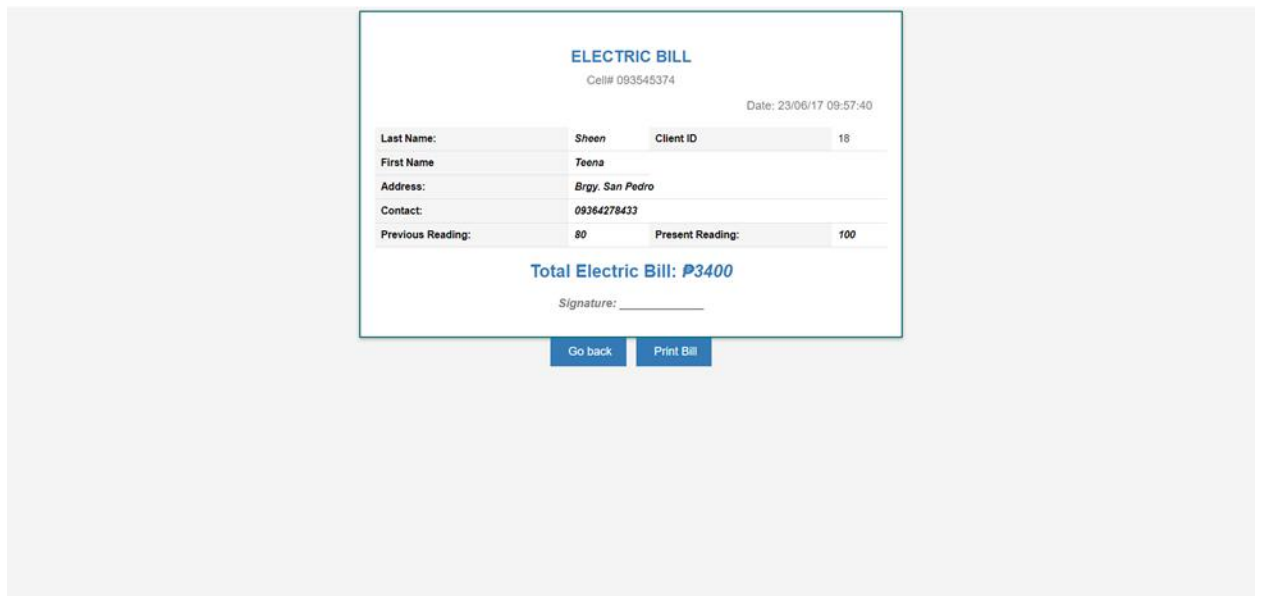 ELECTRIC BILL
Cell# 093545374
Date: 23/06/17 09:57:40
Last Name: Sheen Client ID 18
First Name Teena
Address: Brgy. San Pedro
Contact: 09364278433
Previous Reading: 80 Present Reading: 100
Total Electric Bill: ₱3400
Signature: _____________
Go back Print Bill